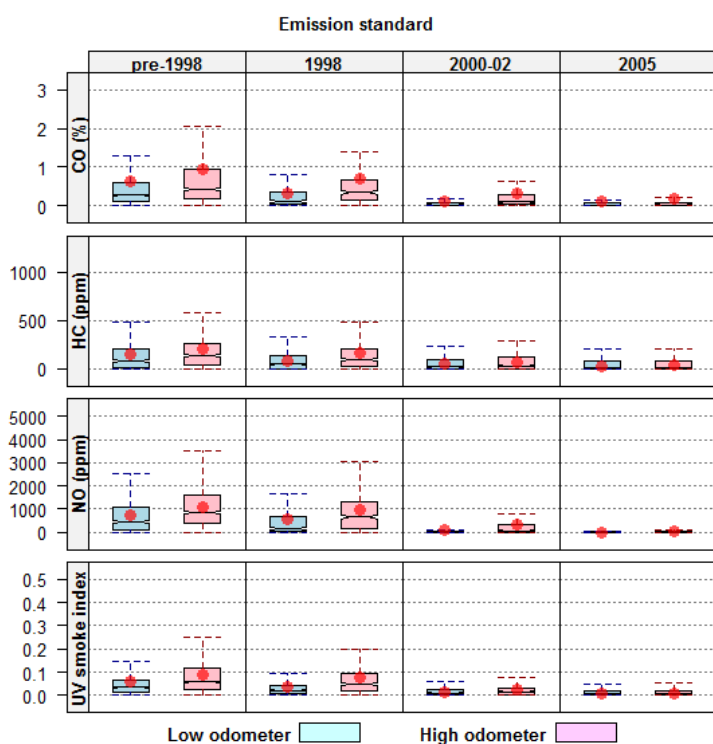 Emission standard
pre-1998 1998 2000-02 2005
CO (%)
3
2
1
0
HC (ppm)
1000
500
0
NO (ppm)
5000
4000
3000
2000
1000
0
UV smoke index
0.5
0.4
0.3
0.2
0.1
0.0
Low odometer High odometer